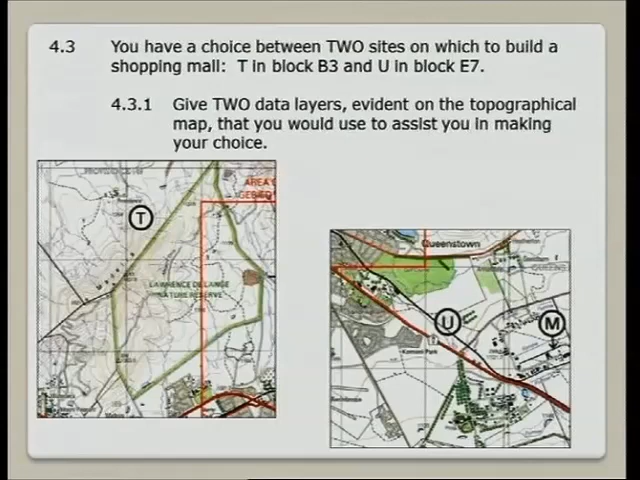 4.3 You have a choice between TWO sites on which to build a
shopping mall: T in block B3 and U in block E7.
4.3.1 Give TWO data layers, evident on the topographical
map, that you would use to assist you in making
your choice.
T
LAWRENCE DE LANGE
NATURE RESERVE
Queenstown
U
M
Komani Park